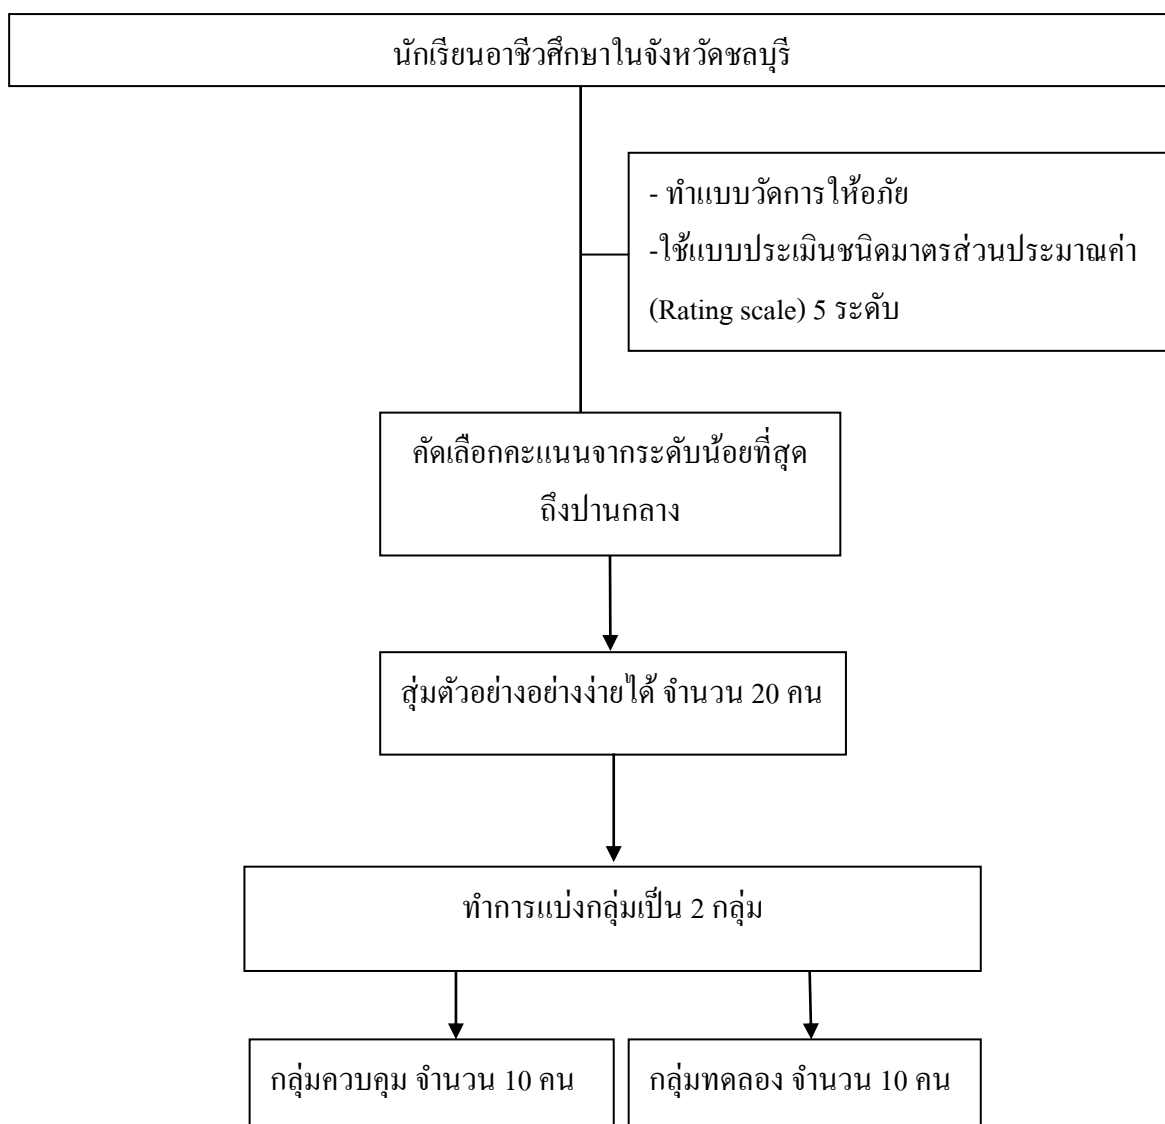 นักเรียนอาชีวศึกษาในจังหวัดชลบุรี
- ทำแบบวัดการให้อภัย
-ใช้แบบประเมินชนิดมาตรส่วนประมาณค่า
(Rating scale) 5 ระดับ
คัดเลือกคะแนนจากระดับน้อยที่สุด
ถึงปานกลาง
สุ่มตัวอย่างอย่างง่ายได้ จำนวน 20 คน
ทำการแบ่งกลุ่มเป็น 2 กลุ่ม
กลุ่มควบคุม จำนวน 10 คน
กลุ่มทดลอง จำนวน 10 คน